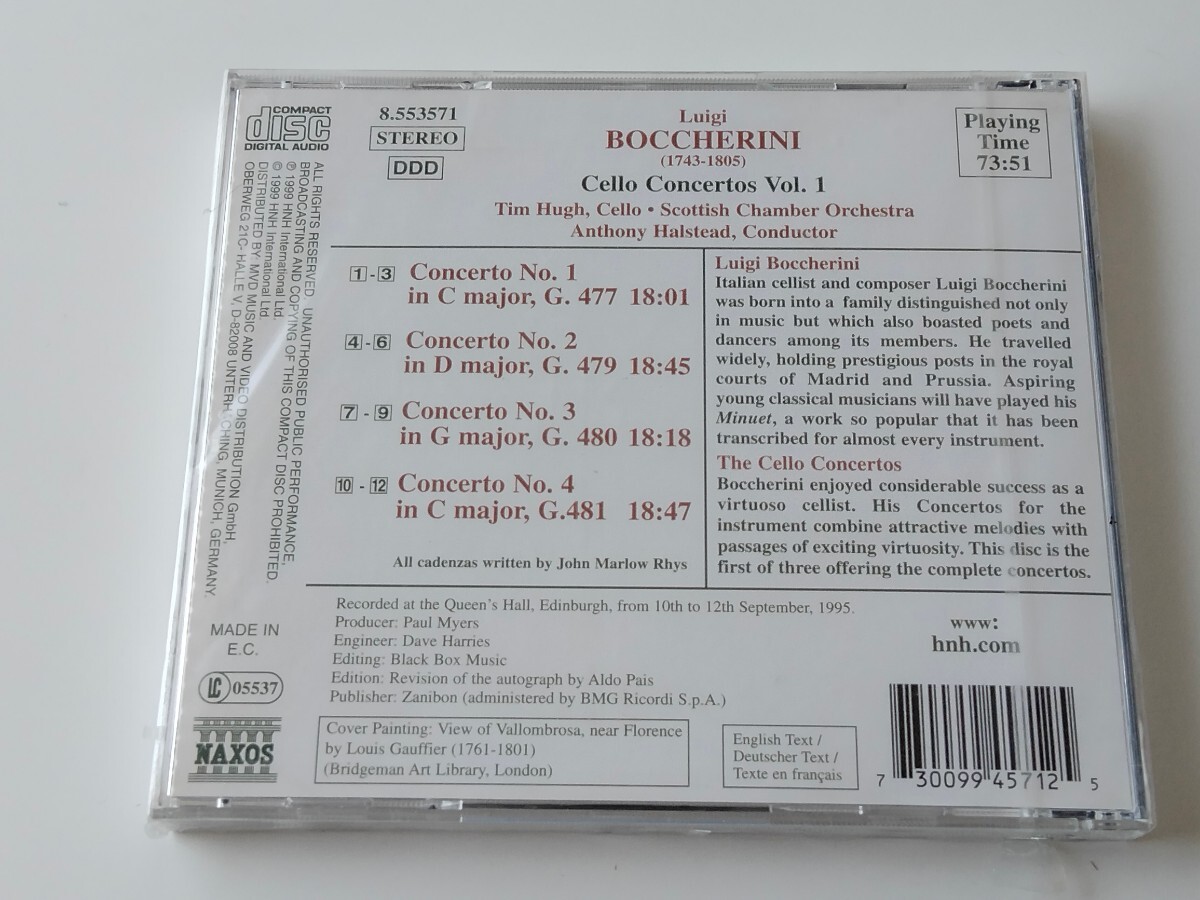 COMPACT
disc
DIGITAL AUDIO
8.553571
STEREO
DDD
Luigi
BOCCHERINI
(1743-1805)
Cello Concertos Vol. 1
Tim Hugh, Cello • Scottish Chamber Orchestra
Anthony Halstead, Conductor
Playing
Time
73:51
1 - 3 Concerto No. 1
in C major, G. 477 18:01
4 - 6 Concerto No. 2
in D major, G. 479 18:45
7 - 9 Concerto No. 3
in G major, G. 480 18:18
10 - 12 Concerto No. 4
in C major, G.481 18:47
All cadenzas written by John Marlow Rhys
Luigi Boccherini
Italian cellist and composer Luigi Boccherini
was born into a family distinguished not only
in music but which also boasted poets and
dancers among its members. He travelled
widely, holding prestigious posts in the royal
courts of Madrid and Prussia. Aspiring
young classical musicians will have played his
Minuet, a work so popular that it has been
transcribed for almost every instrument.
The Cello Concertos
Boccherini enjoyed considerable success as a
virtuoso cellist. His Concertos for the
instrument combine attractive melodies with
passages of exciting virtuosity. This disc is the
first of three offering the complete concertos.
Recorded at the Queen's Hall, Edinburgh, from 10th to 12th September, 1995.
Producer: Paul Myers
Engineer: Dave Harries
Editing: Black Box Music
Edition: Revision of the autograph by Aldo Pais
Publisher: Zanibon (administered by BMG Ricordi S.p.A.)
www:
hnh.com
Cover Painting: View of Vallombrosa, near Florence
by Louis Gauffier (1761-1801)
(Bridgeman Art Library, London)
English Text /
Deutscher Text /
Texte en français
7 30099 45712 5
ALL RIGHTS RESERVED. UNAUTHORISED PUBLIC PERFORMANCE,
BROADCASTING AND COPYING OF THIS COMPACT DISC PROHIBITED.
℗ 1999 HNH International Ltd.
© 1999 HNH International Ltd.
DISTRIBUTED BY: MVD MUSIC AND VIDEO DISTRIBUTION GmbH,
OBERWEG 21C- HALLE V, D-82008 UNTERHACHING, MUNICH, GERMANY.
MADE IN
E.C.
LC 05537
NAXOS